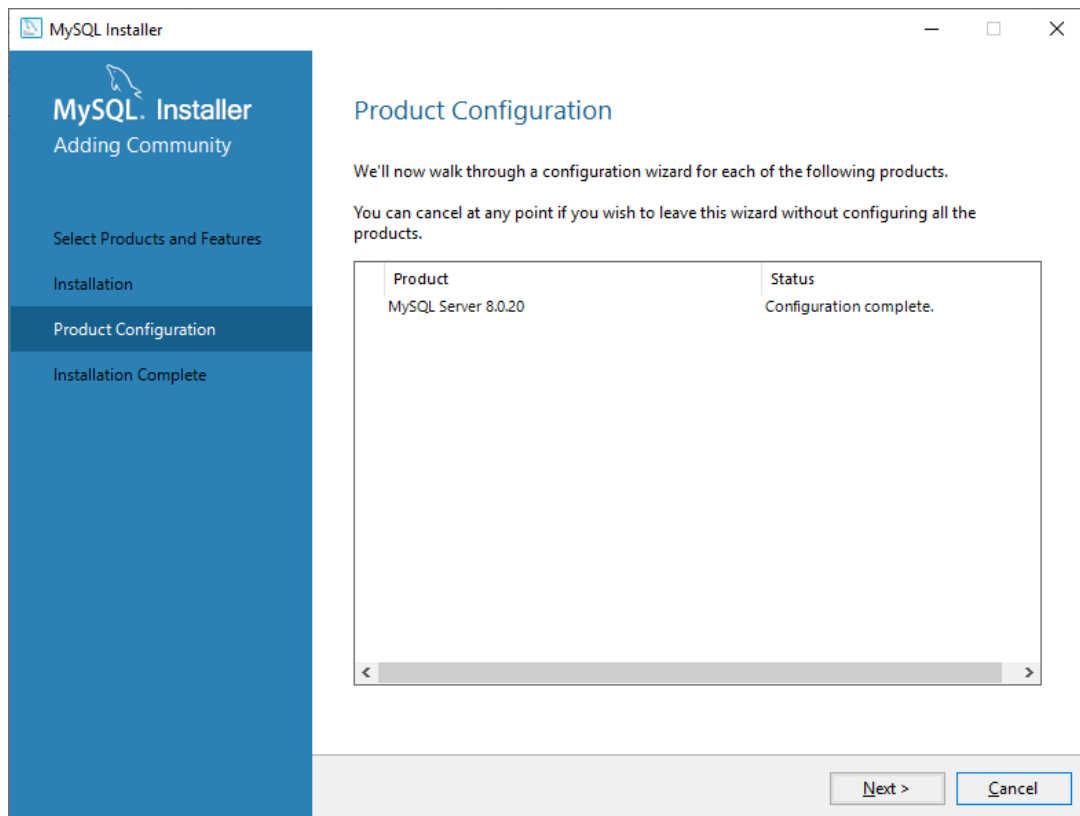 MySQL Installer
MySQL. Installer
Adding Community
Select Products and Features
Installation
Product Configuration
Installation Complete
Product Configuration
We'll now walk through a configuration wizard for each of the following products.
You can cancel at any point if you wish to leave this wizard without configuring all the
products.
Product Status
MySQL Server 8.0.20 Configuration complete.
Next > Cancel